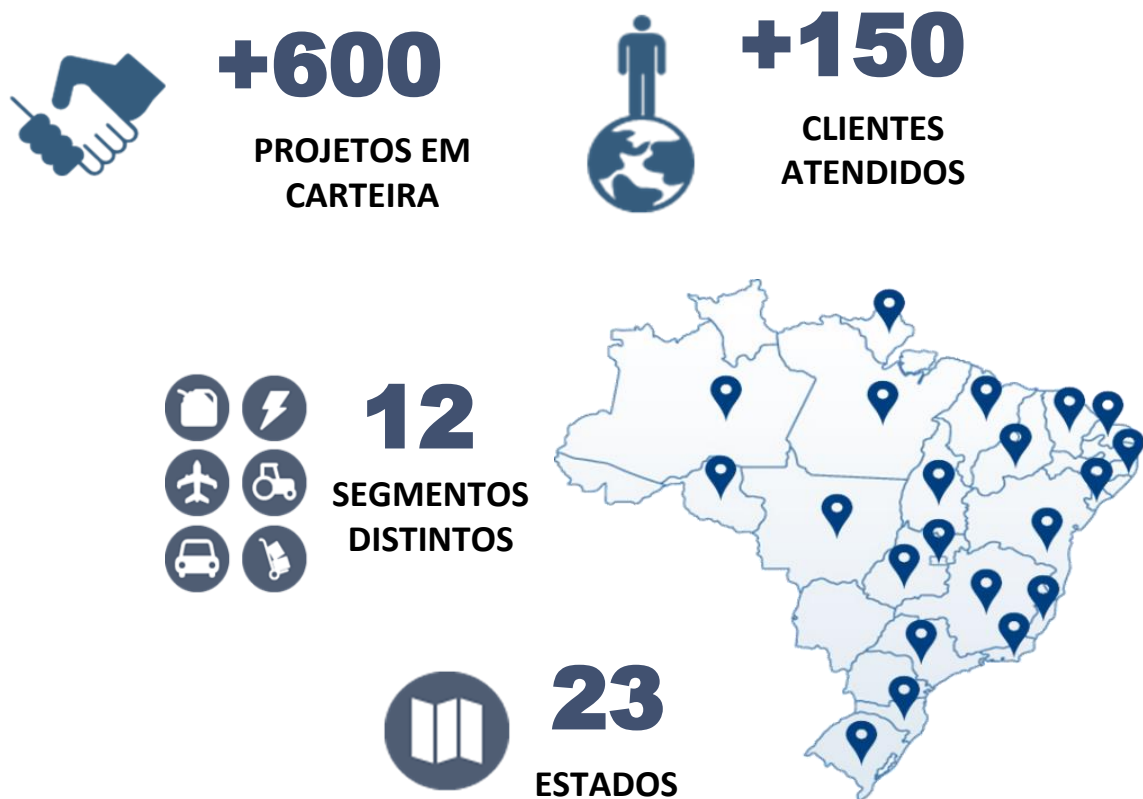 +600
PROJETOS EM
CARTEIRA
+150
CLIENTES
ATENDIDOS
12
SEGMENTOS
DISTINTOS
23
ESTADOS